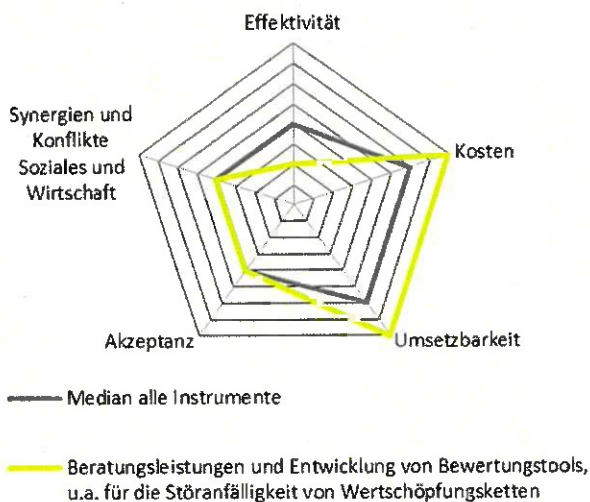 Effektivität
Synergien und
Konflikte
Soziales und
Wirtschaft
Kosten
Akzeptanz
Umsetzbarkeit
Median alle Instrumente
Beratungsleistungen und Entwicklung von Bewertungstools,
u.a. für die Störanfälligkeit von Wertschöpfungsketten